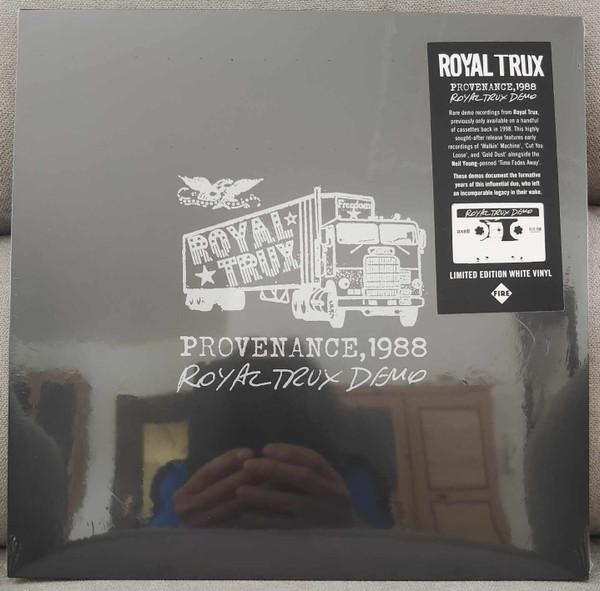 ROYAL TRUX
PROVENANCE,1988
ROYAL TRUX DEMO
Rare demo recordings from Royal Trux,
previously only available on a handful
of cassettes back in 1998. This highly
sought-after release features early
recordings of 'Walkin' Machine', 'Cut You
Loose', and 'Gold Dust' alongside the
Neil Young-penned 'Time Fades Away'.
These demos document the formative
years of this influential duo, who left
an incomparable legacy in their wake.
ROYAL TRUX DEMO
LIMITED EDITION WHITE VINYL
FIRE
Freedom
ROYAL
TRUX
PROVENANCE,1988
ROYAL TRUX DEMO